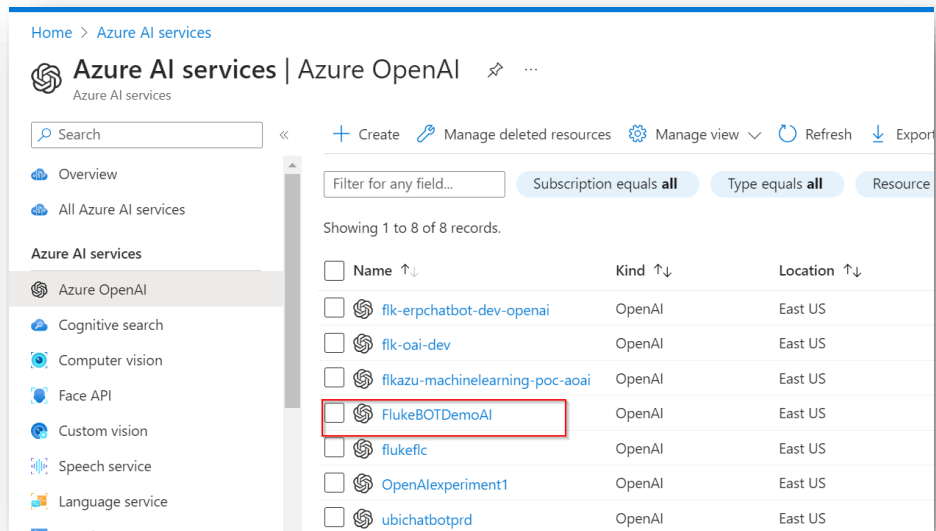 Home > Azure AI services
Azure AI services | Azure OpenAI ...
Azure AI services
Search «
+ Create Manage deleted resources Manage view Refresh Export
Overview
All Azure AI services
Azure AI services
Azure OpenAI
Cognitive search
Computer vision
Face API
Custom vision
Speech service
Language service
Filter for any field... Subscription equals all Type equals all Resource
Showing 1 to 8 of 8 records.
Name ↑↓ Kind ↑↓ Location ↑↓
flk-erpchatbot-dev-openai OpenAI East US
flk-oai-dev OpenAI East US
flkazu-machinelearning-poc-aoai OpenAI East US
FlukeBOTDemoAI OpenAI East US
flukeflc OpenAI East US
OpenAIexperiment1 OpenAI East US
ubichatbotprd OpenAI East US